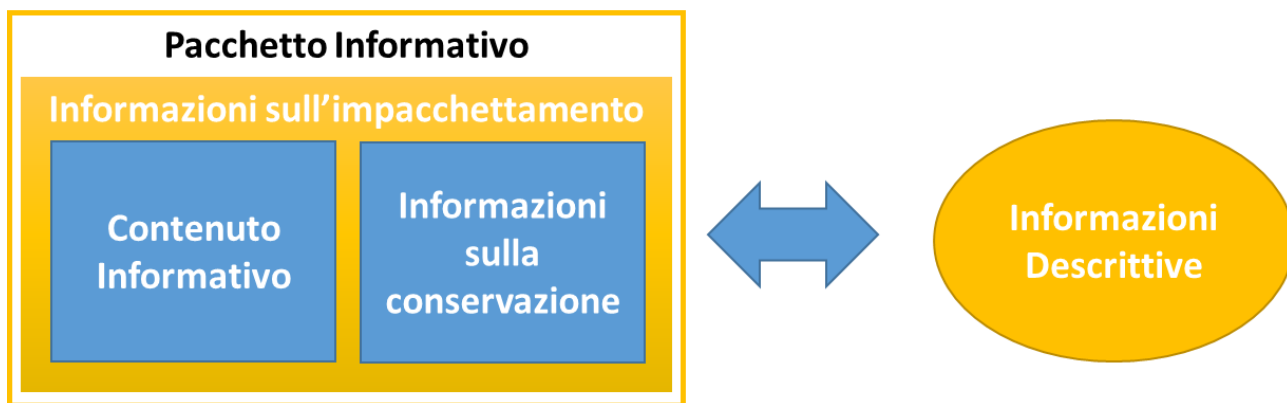 Pacchetto Informativo
Informazioni sull'impacchettamento
Contenuto
Informativo
Informazioni
sulla
conservazione
Informazioni
Descrittive